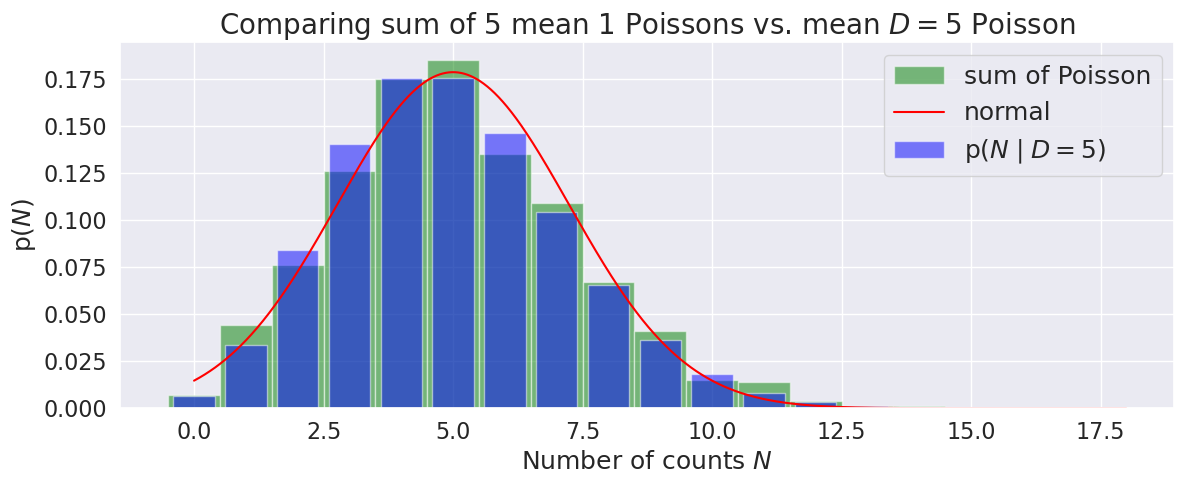 Comparing sum of 5 mean 1 Poissons vs. mean D = 5 Poisson
sum of Poisson
normal
p(N | D = 5)
p(N)
0.175
0.150
0.125
0.100
0.075
0.050
0.025
0.000
0.0 2.5 5.0 7.5 10.0 12.5 15.0 17.5
Number of counts N